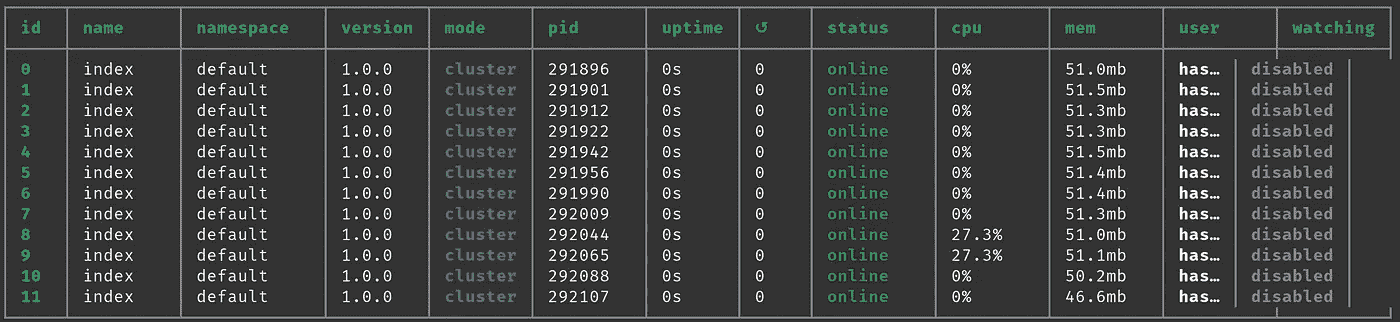 id name namespace version mode pid uptime ↺ status cpu mem user watching
0 index default 1.0.0 cluster 291896 0s 0 online 0% 51.0mb has… disabled
1 index default 1.0.0 cluster 291901 0s 0 online 0% 51.5mb has… disabled
2 index default 1.0.0 cluster 291912 0s 0 online 0% 51.3mb has… disabled
3 index default 1.0.0 cluster 291922 0s 0 online 0% 51.3mb has… disabled
4 index default 1.0.0 cluster 291942 0s 0 online 0% 51.5mb has… disabled
5 index default 1.0.0 cluster 291956 0s 0 online 0% 51.4mb has… disabled
6 index default 1.0.0 cluster 291990 0s 0 online 0% 51.4mb has… disabled
7 index default 1.0.0 cluster 292009 0s 0 online 0% 51.3mb has… disabled
8 index default 1.0.0 cluster 292044 0s 0 online 27.3% 51.0mb has… disabled
9 index default 1.0.0 cluster 292065 0s 0 online 27.3% 51.1mb has… disabled
10 index default 1.0.0 cluster 292088 0s 0 online 0% 50.2mb has… disabled
11 index default 1.0.0 cluster 292107 0s 0 online 0% 46.6mb has… disabled